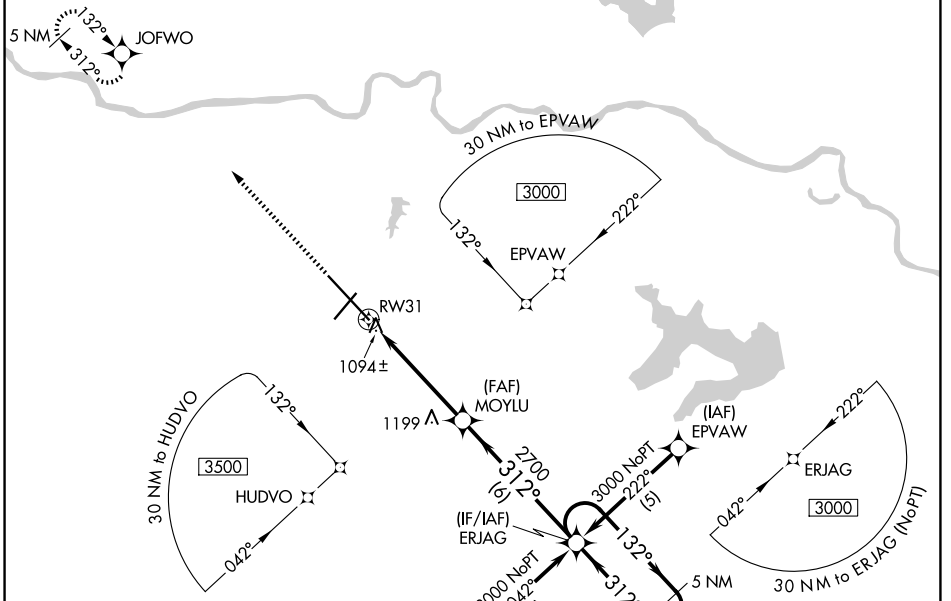 132°
JOFWO
5 NM
312°
30 NM to EPVAW
3000
132°
222°
EPVAW
RW31
1094±
(FAF)
MOYLU
1199
30 NM to HUDVO
132°
3500
HUDVO
042°
2700
312°
(6)
(IAF)
EPVAW
3000 NoPT
222°
(5)
(IF/IAF)
ERJAG
132°
5 NM
222°
ERJAG
042°
3000
30 NM to ERJAG (NoPT)
042°
312°